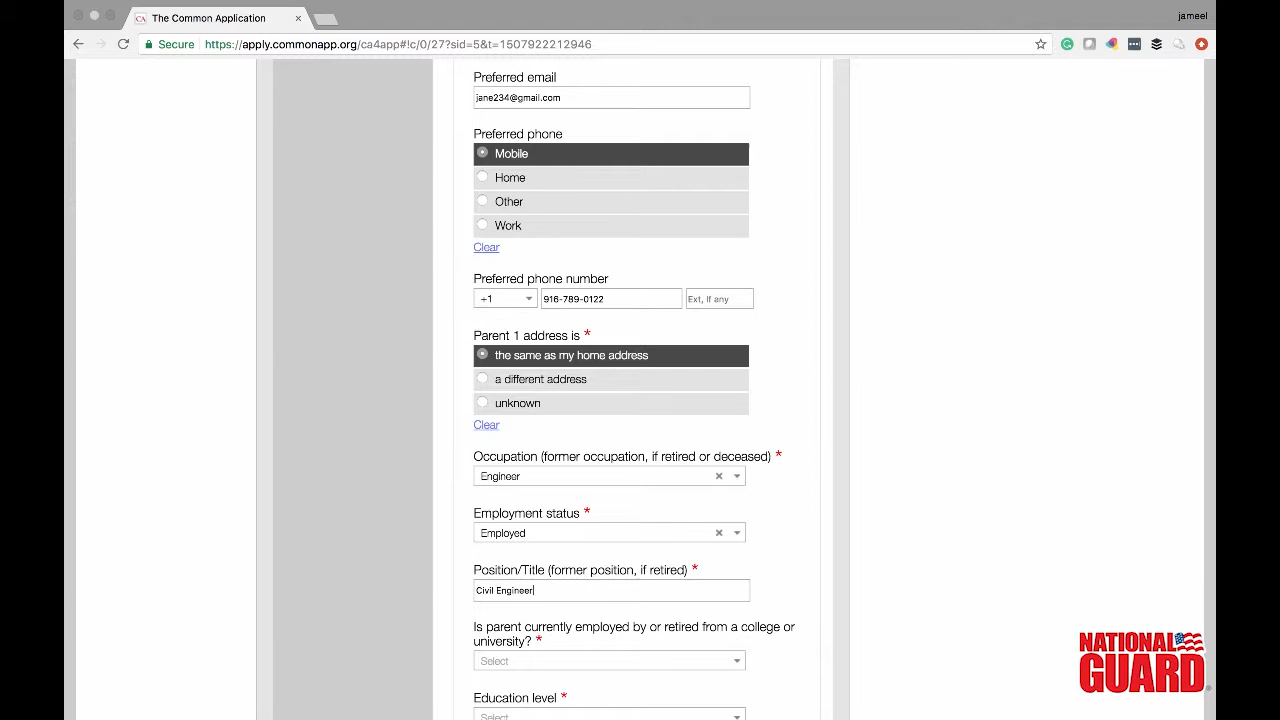 The Common Application
jameel
Secure
https://apply.commonapp.org/ca4app#!c/0/27?sid=5&t=1507922212946
Preferred email
jane234@gmail.com
Preferred phone
Mobile
Home
Other
Work
Clear
Preferred phone number
+1 916-789-0122 Ext, If any
Parent 1 address is *
the same as my home address
a different address
unknown
Clear
Occupation (former occupation, if retired or deceased) *
Engineer
Employment status *
Employed
Position/Title (former position, if retired) *
Civil Engineer
Is parent currently employed by or retired from a college or
university? *
Select
Education level *
Select
NATIONAL
GUARD